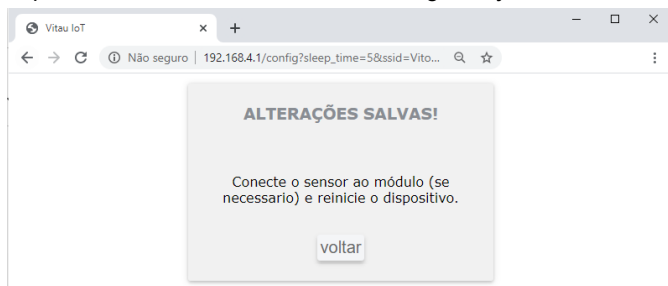 Vitau IoT
Não seguro | 192.168.4.1/config?sleep_time=5&ssid=Vito...
ALTERAÇÕES SALVAS!
Conecte o sensor ao módulo (se
necessario) e reinicie o dispositivo.
voltar